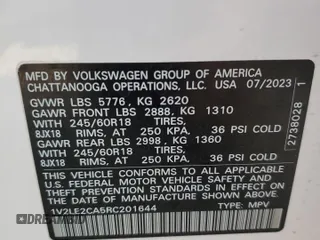 MFD. BY VOLKSWAGEN GROUP OF AMERICA
CHATTANOOGA OPERATIONS, LLC. USA 07/2023
GVWR LBS 5776, KG 2620
GAWR FRONT LBS 2888, KG 1310
WITH 245/60R18 TIRES,
8JX18 RIMS, AT 250 KPA, 36 PSI COLD
GAWR REAR LBS 2998, KG 1360
WITH 245/60R18 TIRES,
8JX18 RIMS, AT 250 KPA, 36 PSI COLD
THIS VEHICLE CONFORMS TO ALL APPLICABLE
FEDERAL MOTOR VEHICLE SAFETY, BUMPER, AND
THEFT PREVENTION STANDARDS IN EFFECT
ON THE DATE OF MANUFACTURE SHOWN ABOVE.
1V2LE2CA5RC201644 TYPE: MPV
2738028 1